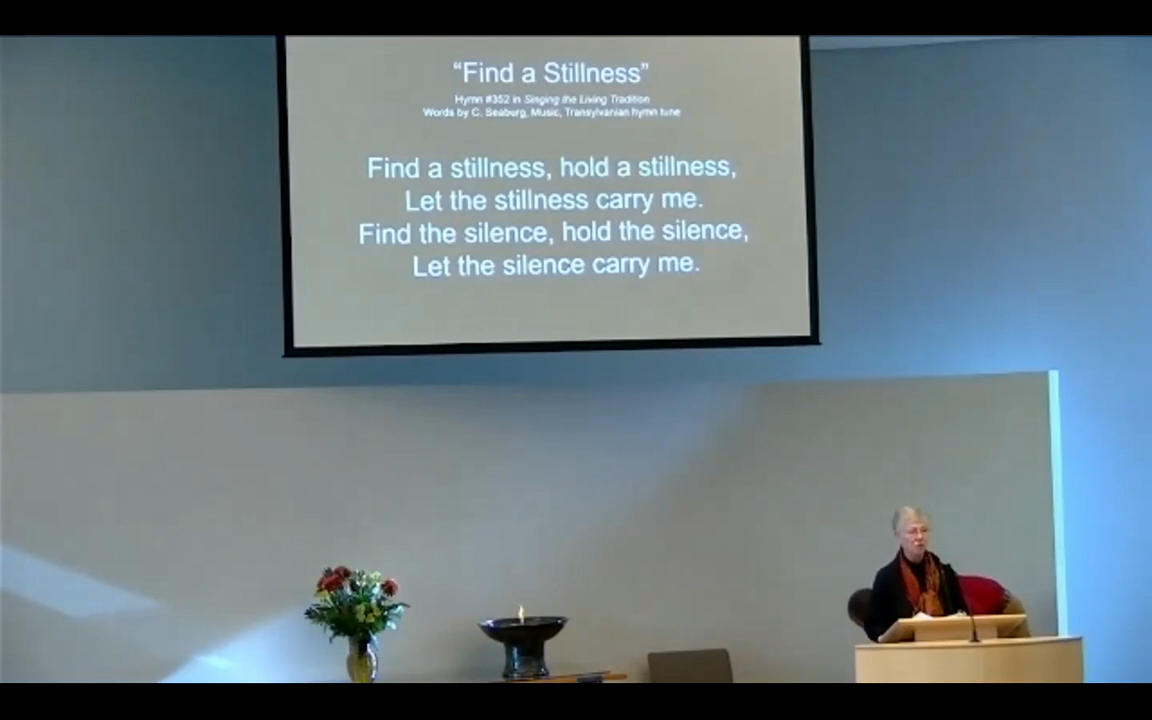 “Find a Stillness”
Hymn #352 in Singing the Living Tradition
Words by C. Seaburg, Music, Transylvanian hymn tune
Find a stillness, hold a stillness,
Let the stillness carry me.
Find the silence, hold the silence,
Let the silence carry me.